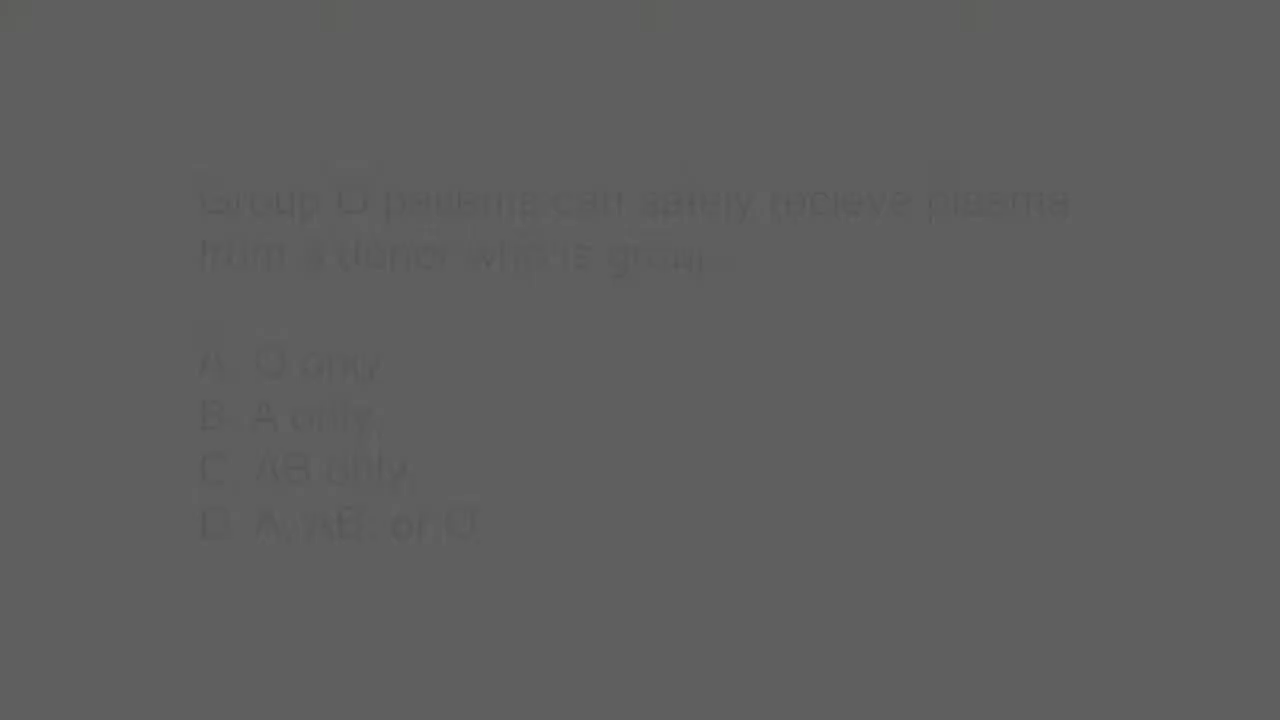 Group O patients can safely recieve plasma
from a donor who is group:
A. O only.
B. A only.
C. AB only.
D. A, AB, or O.